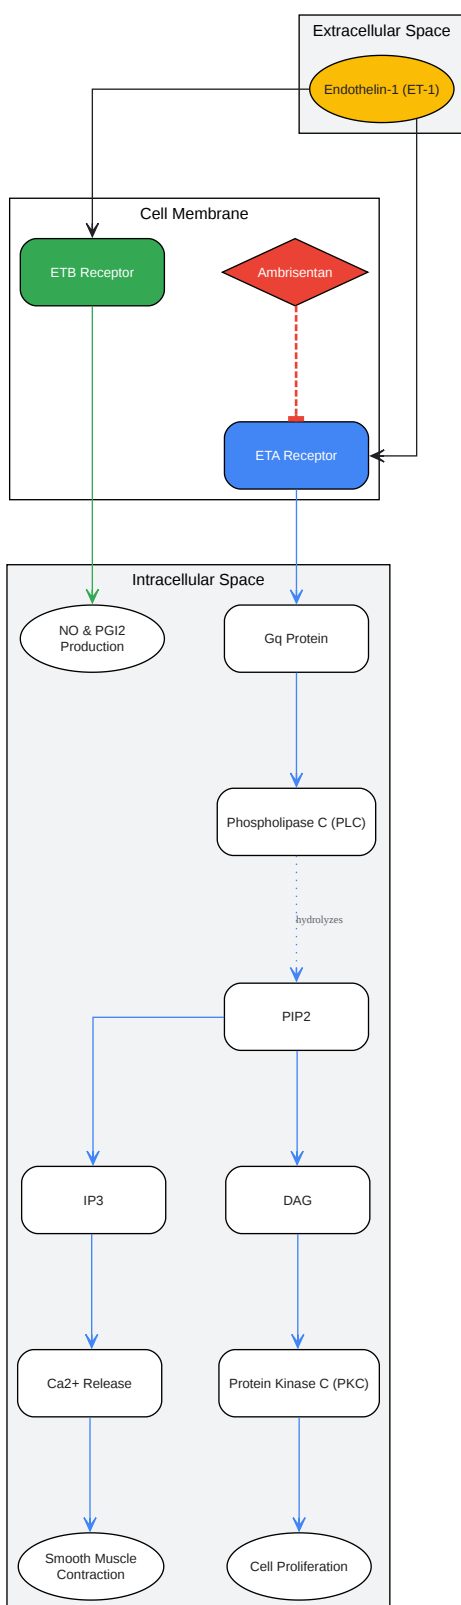 Extracellular Space
Endothelin-1 (ET-1)
Cell Membrane
ETB Receptor
Ambrisentan
ETA Receptor
Intracellular Space
NO & PGI2
Production
Gq Protein
Phospholipase C (PLC)
hydrolyzes
PIP2
IP3
DAG
Ca2+ Release
Protein Kinase C (PKC)
Smooth Muscle
Contraction
Cell Proliferation